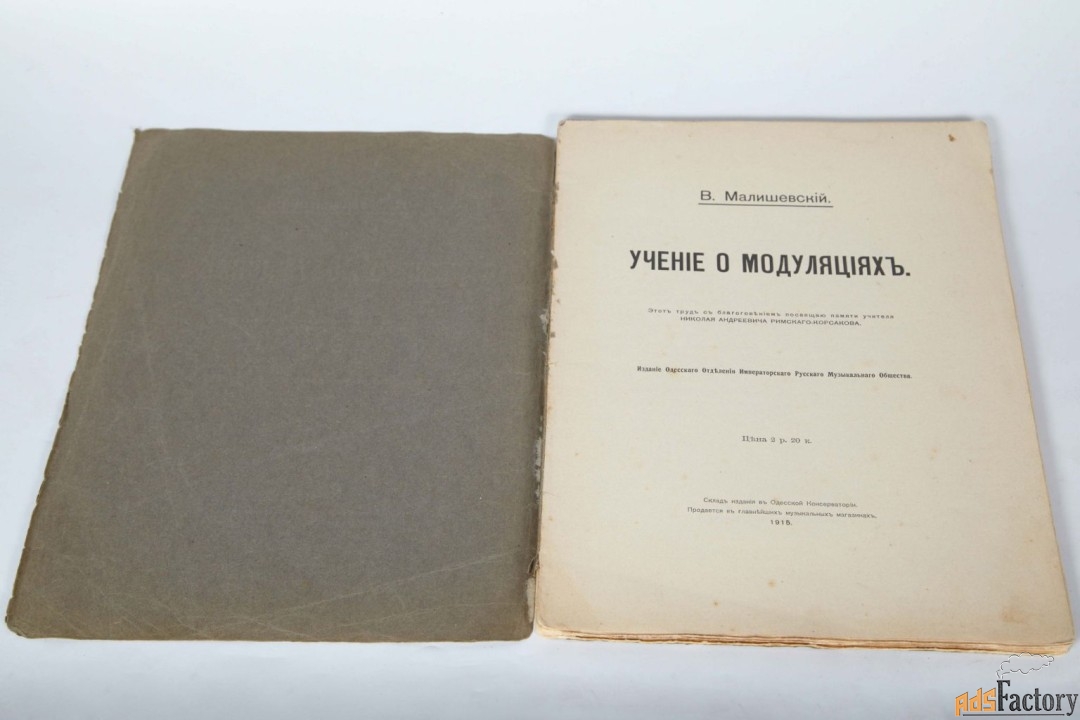 В. Малишевскій.
УЧЕНІЕ О МОДУЛЯЦІЯХЪ.
Этотъ трудъ съ благоговѣніемъ посвящаю памяти учителя
НИКОЛАЯ АНДРЕЕВИЧА РИМСКАГО-КОРСАКОВА.
Изданіе Одесскаго Отдѣленія Императорскаго Русскаго Музыкальнаго Общества.
Цѣна 2 р. 20 к.
Складъ изданія въ Одесской Консерваторіи.
Продается въ главнѣйшихъ музыкальныхъ магазинахъ.
1915.
AdsFactory